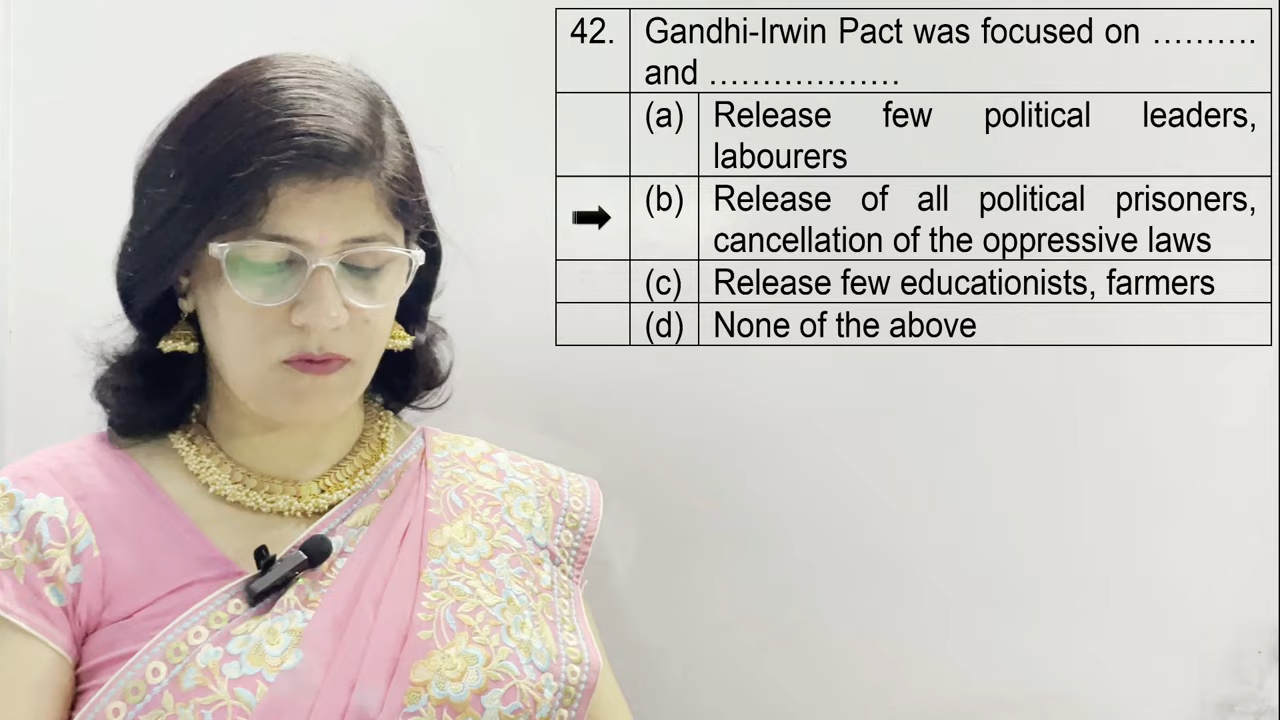 42. Gandhi-Irwin Pact was focused on ……….
and ………………
(a) Release few political leaders,
labourers
(b) Release of all political prisoners,
cancellation of the oppressive laws
(c) Release few educationists, farmers
(d) None of the above